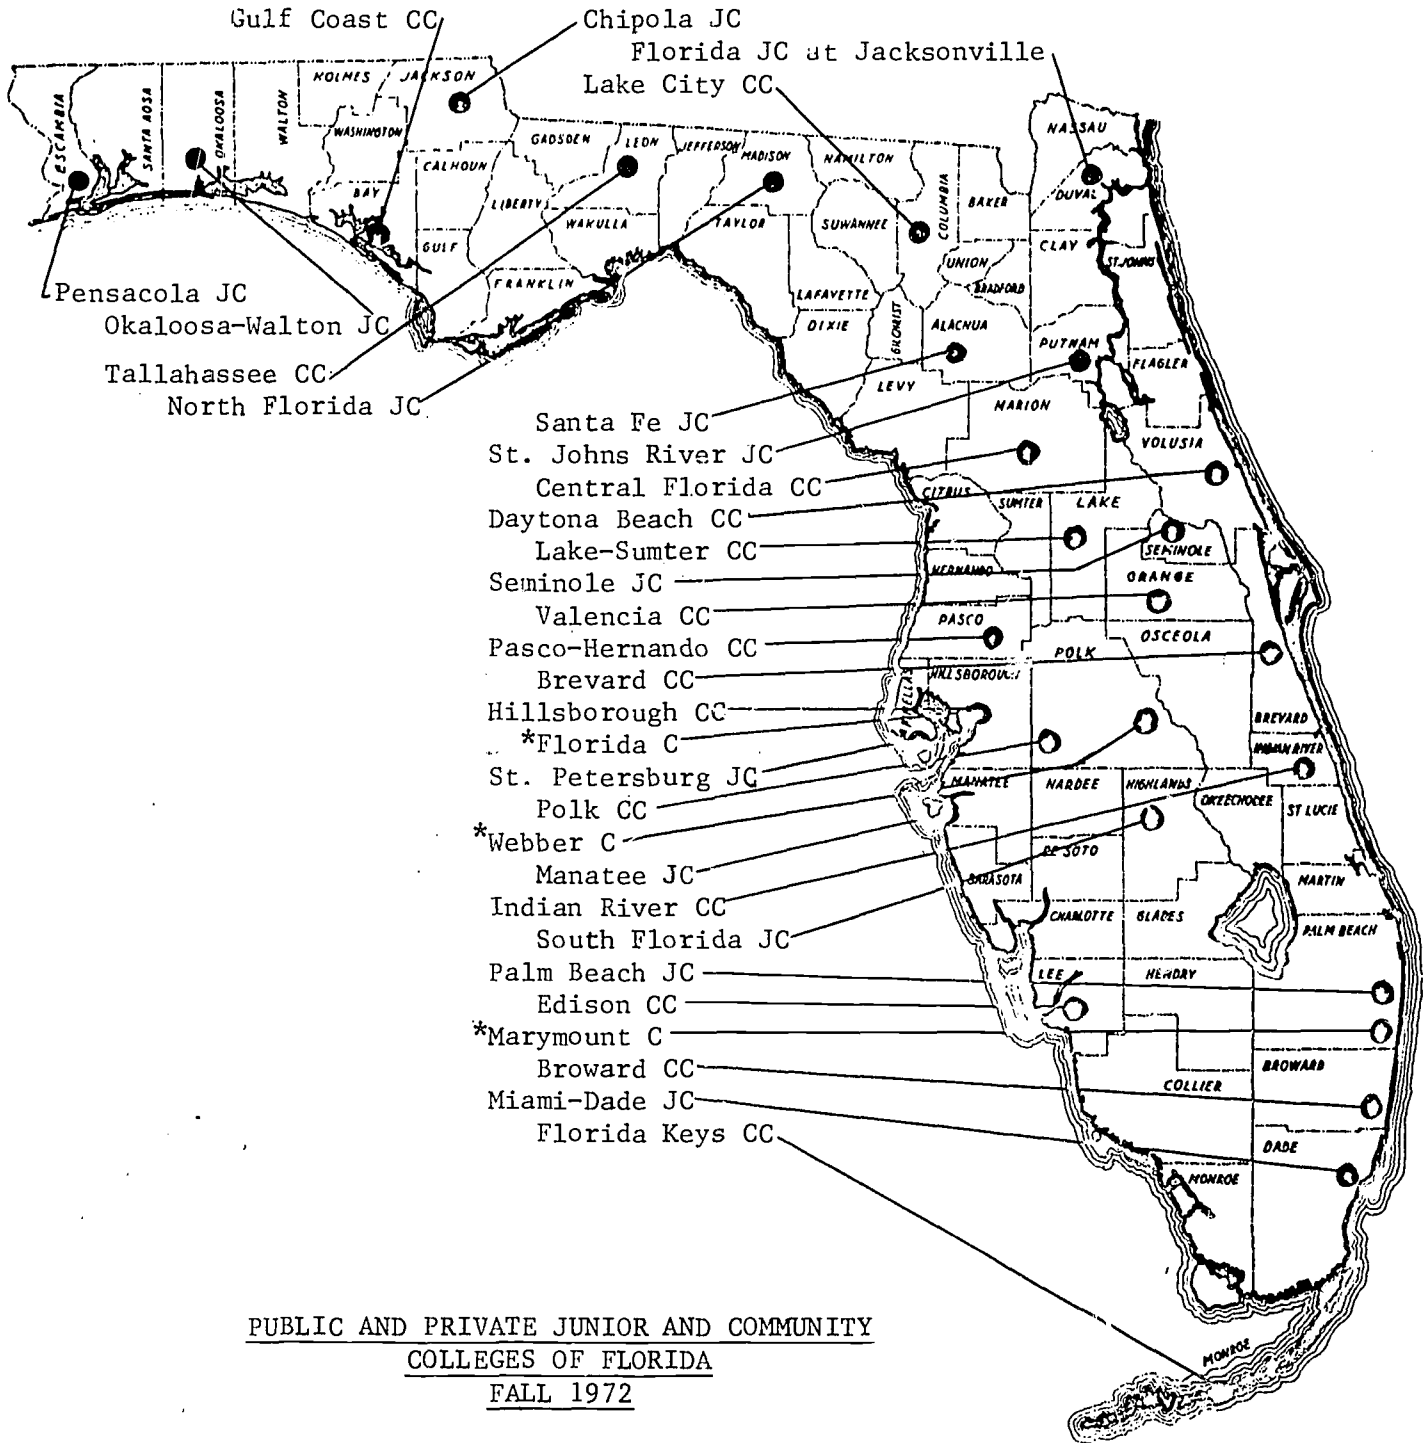 Gulf Coast CC
Chipola JC
Florida JC at Jacksonville
Lake City CC
HOLMES
JACKSON
ESCAMBIA
SANTA ROSA
OKALOOSA
WALTON
WASHINGTON
BAY
CALHOUN
GULF
GADSDEN
LIBERTY
LEON
WAKULLA
FRANKLIN
JEFFERSON
MADISON
TAYLOR
HAMILTON
SUWANNEE
LAFAYETTE
DIXIE
COLUMBIA
BAKER
NASSAU
DUVAL
CLAY
ST JOHNS
UNION
BRADFORD
GILCHRIST
ALACHUA
PUTNAM
FLAGLER
LEVY
MARION
VOLUSIA
Pensacola JC
Okaloosa-Walton JC
Tallahassee CC
North Florida JC
Santa Fe JC
St. Johns River JC
Central Florida CC
Daytona Beach CC
Lake-Sumter CC
Seminole JC
Valencia CC
Pasco-Hernando CC
Brevard CC
Hillsborough CC
*Florida C
St. Petersburg JC
Polk CC
*Webber C
Manatee JC
Indian River CC
South Florida JC
Palm Beach JC
Edison CC
*Marymount C
Broward CC
Miami-Dade JC
Florida Keys CC
CITRUS
SUMTER
LAKE
SEMINOLE
HERNANDO
ORANGE
PASCO
OSCEOLA
POLK
HILLSBOROUGH
PINELLAS
BREVARD
INDIAN RIVER
MANATEE
HARDEE
HIGHLANDS
OKEECHOBEE
ST LUCIE
DE SOTO
SARASOTA
MARTIN
CHARLOTTE
GLADES
PALM BEACH
LEE
HENDRY
BROWARD
COLLIER
DADE
MONROE
MONROE
PUBLIC AND PRIVATE JUNIOR AND COMMUNITY
COLLEGES OF FLORIDA
FALL 1972